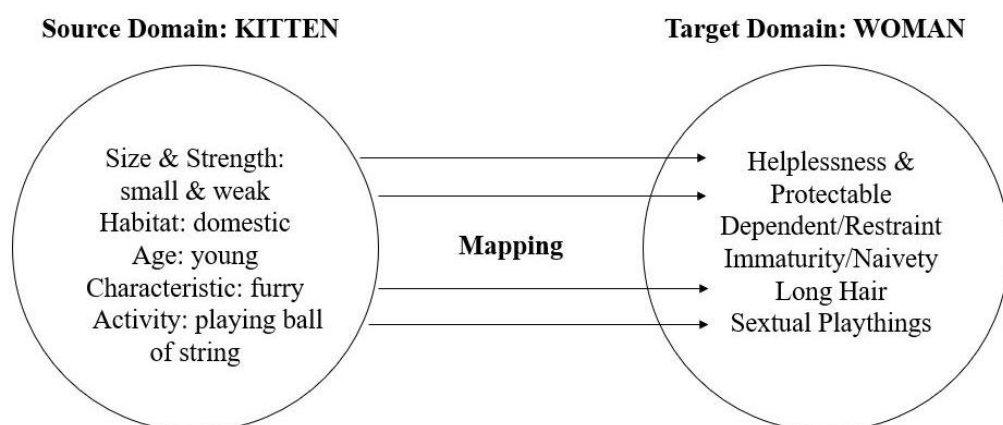 Source Domain: KITTEN
Target Domain: WOMAN
Size & Strength:
small & weak
Habitat: domestic
Age: young
Characteristic: furry
Activity: playing ball
of string
Mapping
Helplessness &
Protectable
Dependent/Restraint
Immaturity/Naivety
Long Hair
Sextual Playthings